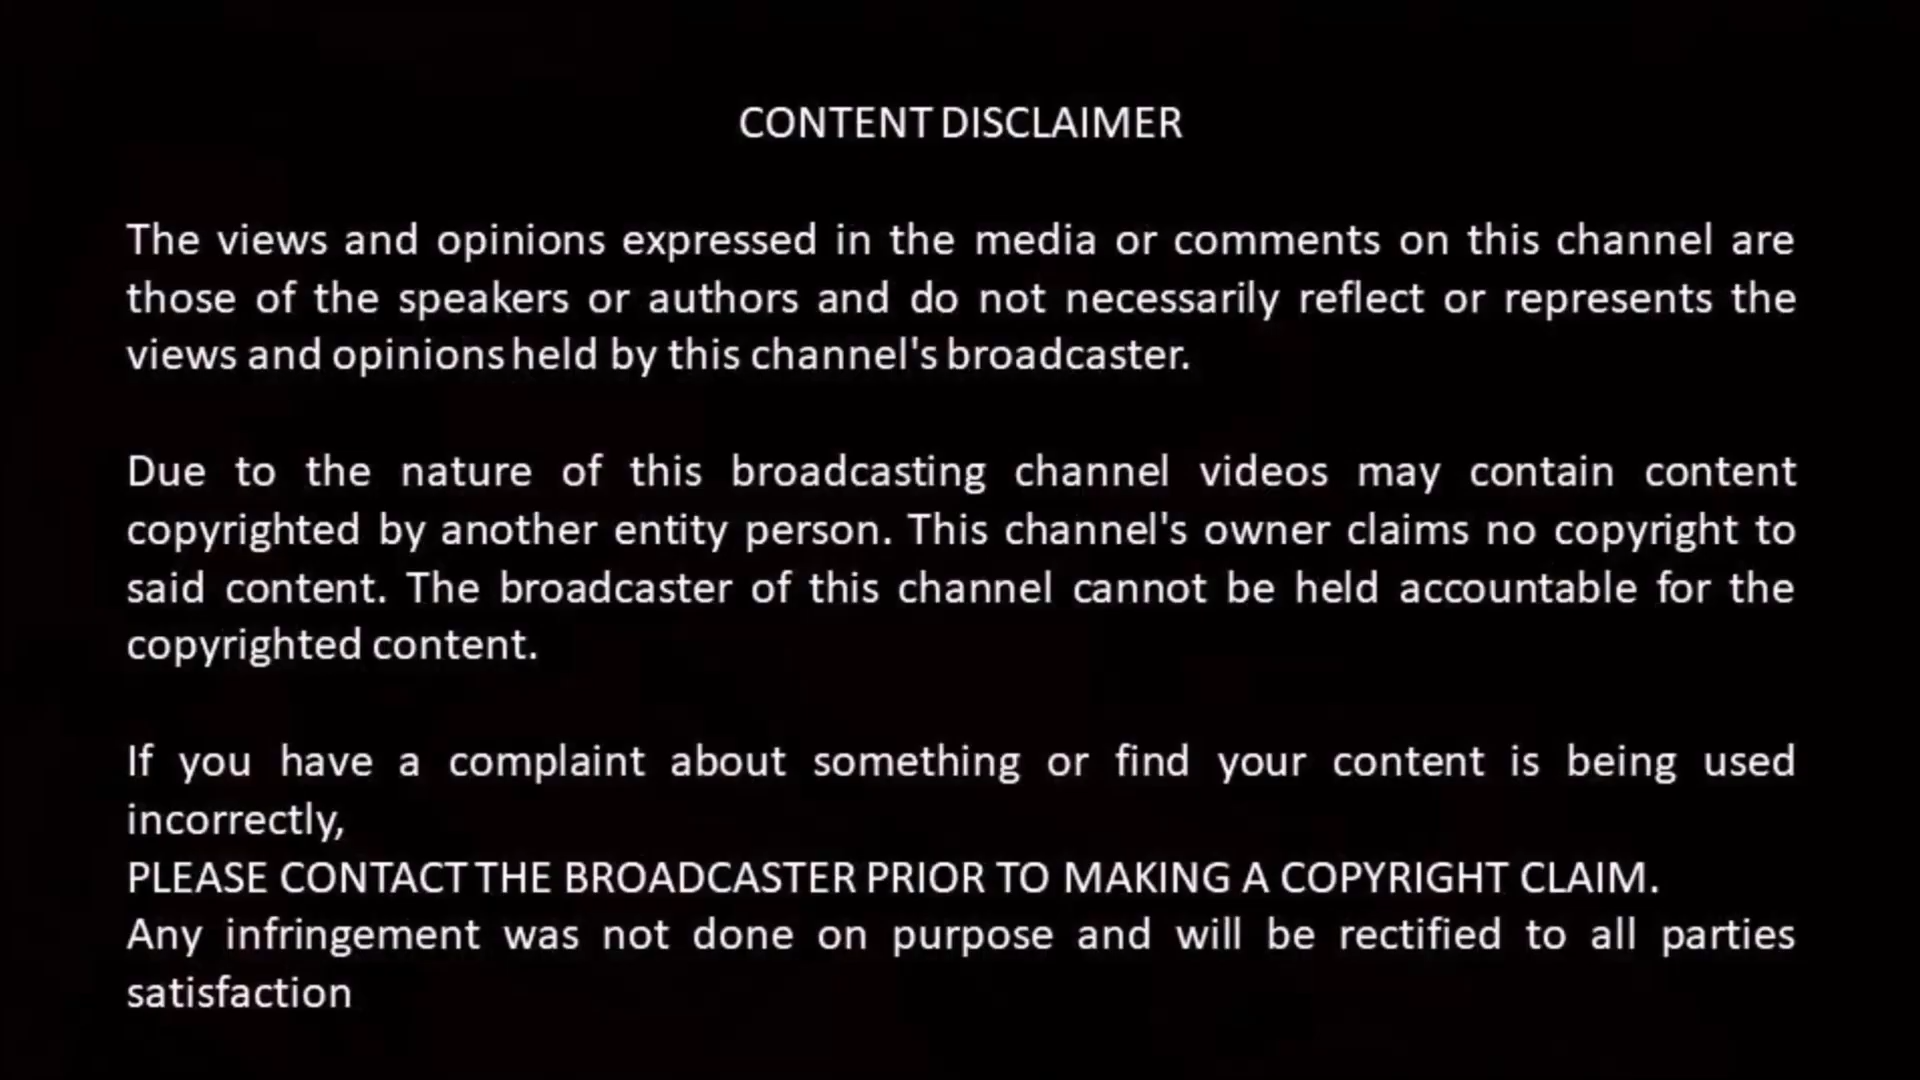 CONTENT DISCLAIMER
The views and opinions expressed in the media or comments on this channel are
those of the speakers or authors and do not necessarily reflect or represents the
views and opinions held by this channel's broadcaster.
Due to the nature of this broadcasting channel videos may contain content
copyrighted by another entity person. This channel's owner claims no copyright to
said content. The broadcaster of this channel cannot be held accountable for the
copyrighted content.
If you have a complaint about something or find your content is being used
incorrectly,
PLEASE CONTACT THE BROADCASTER PRIOR TO MAKING A COPYRIGHT CLAIM.
Any infringement was not done on purpose and will be rectified to all parties
satisfaction